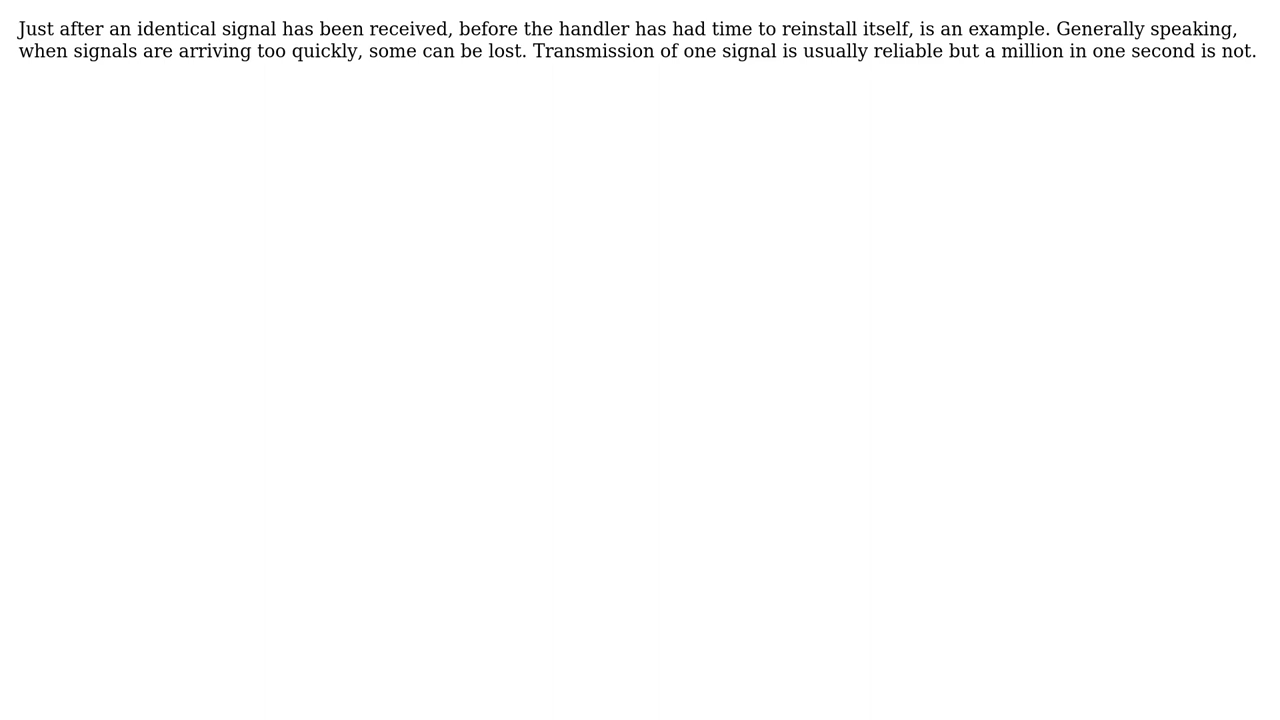 Just after an identical signal has been received, before the handler has had time to reinstall itself, is an example. Generally speaking,
when signals are arriving too quickly, some can be lost. Transmission of one signal is usually reliable but a million in one second is not.